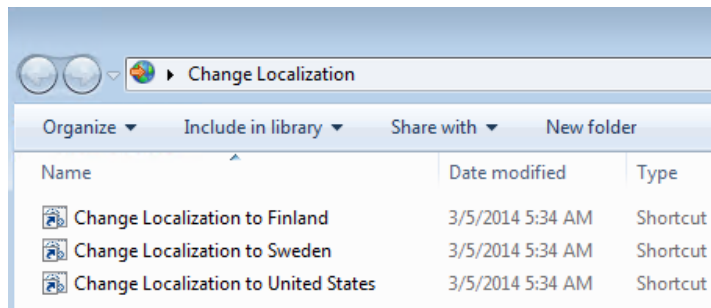 Change Localization
Organize Include in library Share with New folder
Name Date modified Type
Change Localization to Finland 3/5/2014 5:34 AM Shortcut
Change Localization to Sweden 3/5/2014 5:34 AM Shortcut
Change Localization to United States 3/5/2014 5:34 AM Shortcut